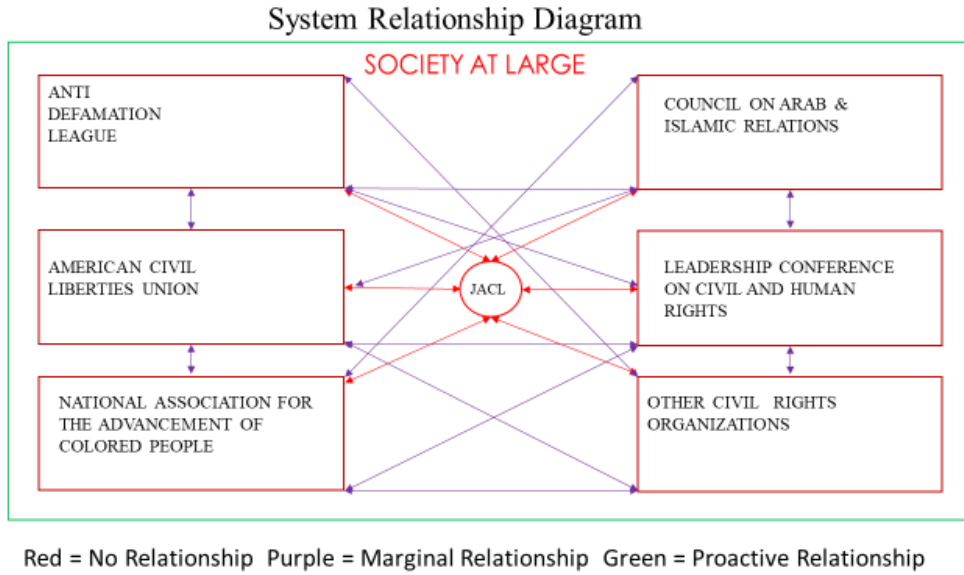 System Relationship Diagram
SOCIETY AT LARGE
ANTI
DEFAMATION
LEAGUE
COUNCIL ON ARAB &
ISLAMIC RELATIONS
AMERICAN CIVIL
LIBERTIES UNION
JACL
LEADERSHIP CONFERENCE
ON CIVIL AND HUMAN
RIGHTS
NATIONAL ASSOCIATION FOR
THE ADVANCEMENT OF
COLORED PEOPLE
OTHER CIVIL RIGHTS
ORGANIZATIONS
Red = No Relationship Purple = Marginal Relationship Green = Proactive Relationship